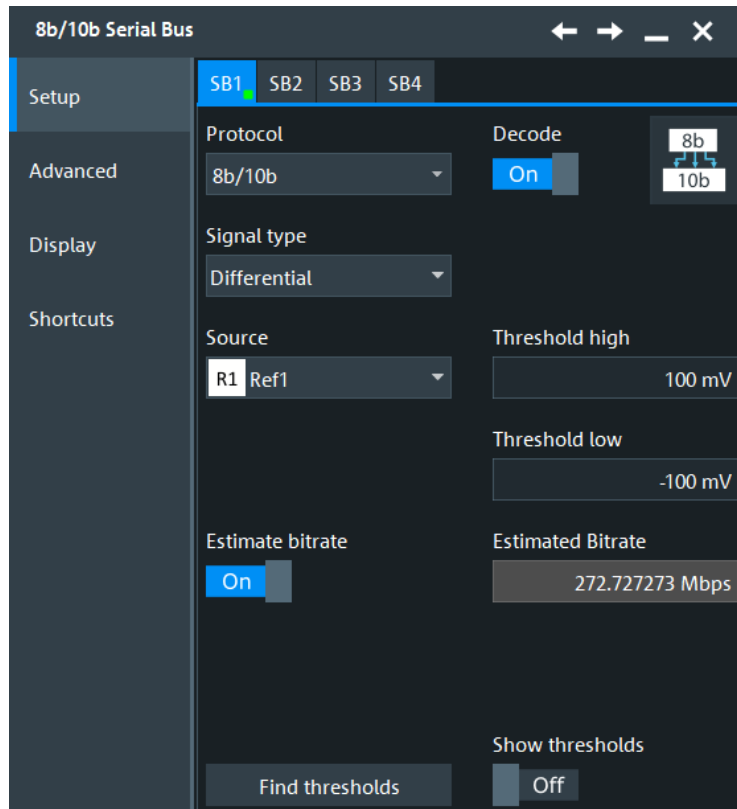 8b/10b Serial Bus
Setup
Advanced
Display
Shortcuts
SB1 SB2 SB3 SB4
Protocol
8b/10b
Decode
On
8b
10b
Signal type
Differential
Source
R1 Ref1
Threshold high
100 mV
Threshold low
-100 mV
Estimate bitrate
On
Estimated Bitrate
272.727273 Mbps
Find thresholds
Show thresholds
Off